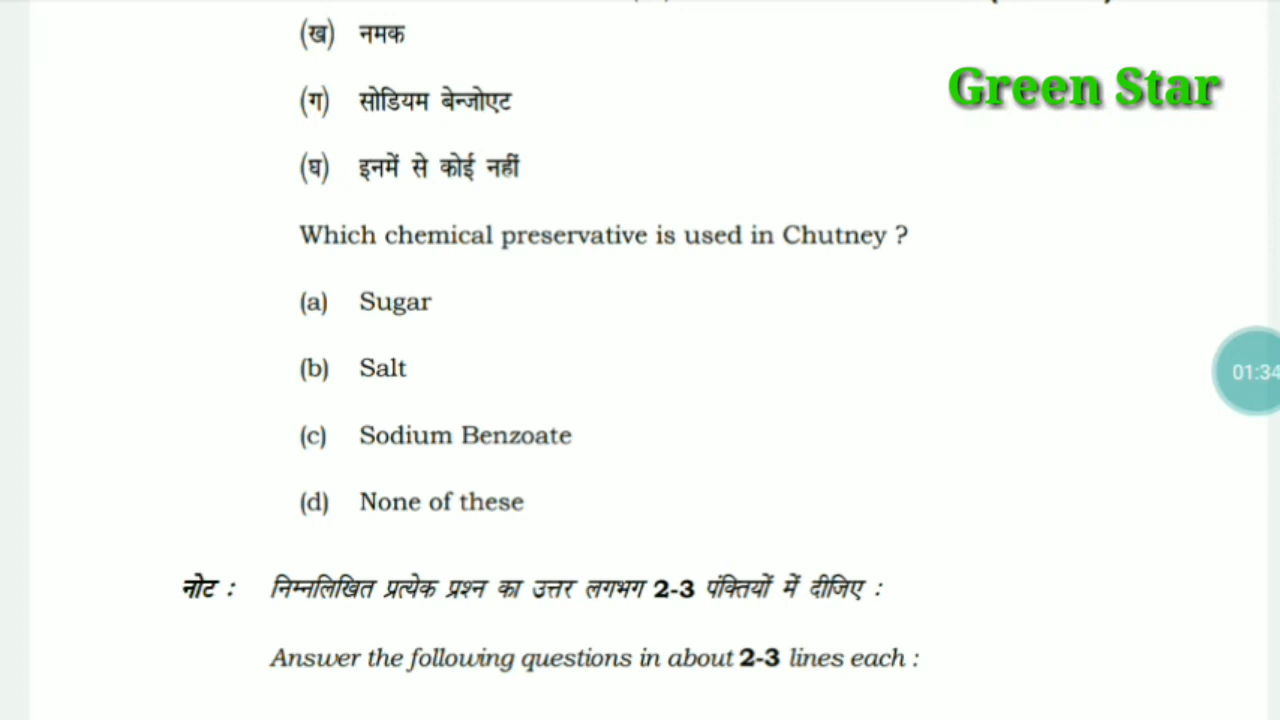 (ख) नमक
Green Star
(ग) सोडियम बेन्जोएट
(घ) इनमें से कोई नहीं
Which chemical preservative is used in Chutney ?
(a) Sugar
(b) Salt
01:34
(c) Sodium Benzoate
(d) None of these
नोट : निम्नलिखित प्रत्येक प्रश्न का उत्तर लगभग 2-3 पंक्तियों में दीजिए :
Answer the following questions in about 2-3 lines each :